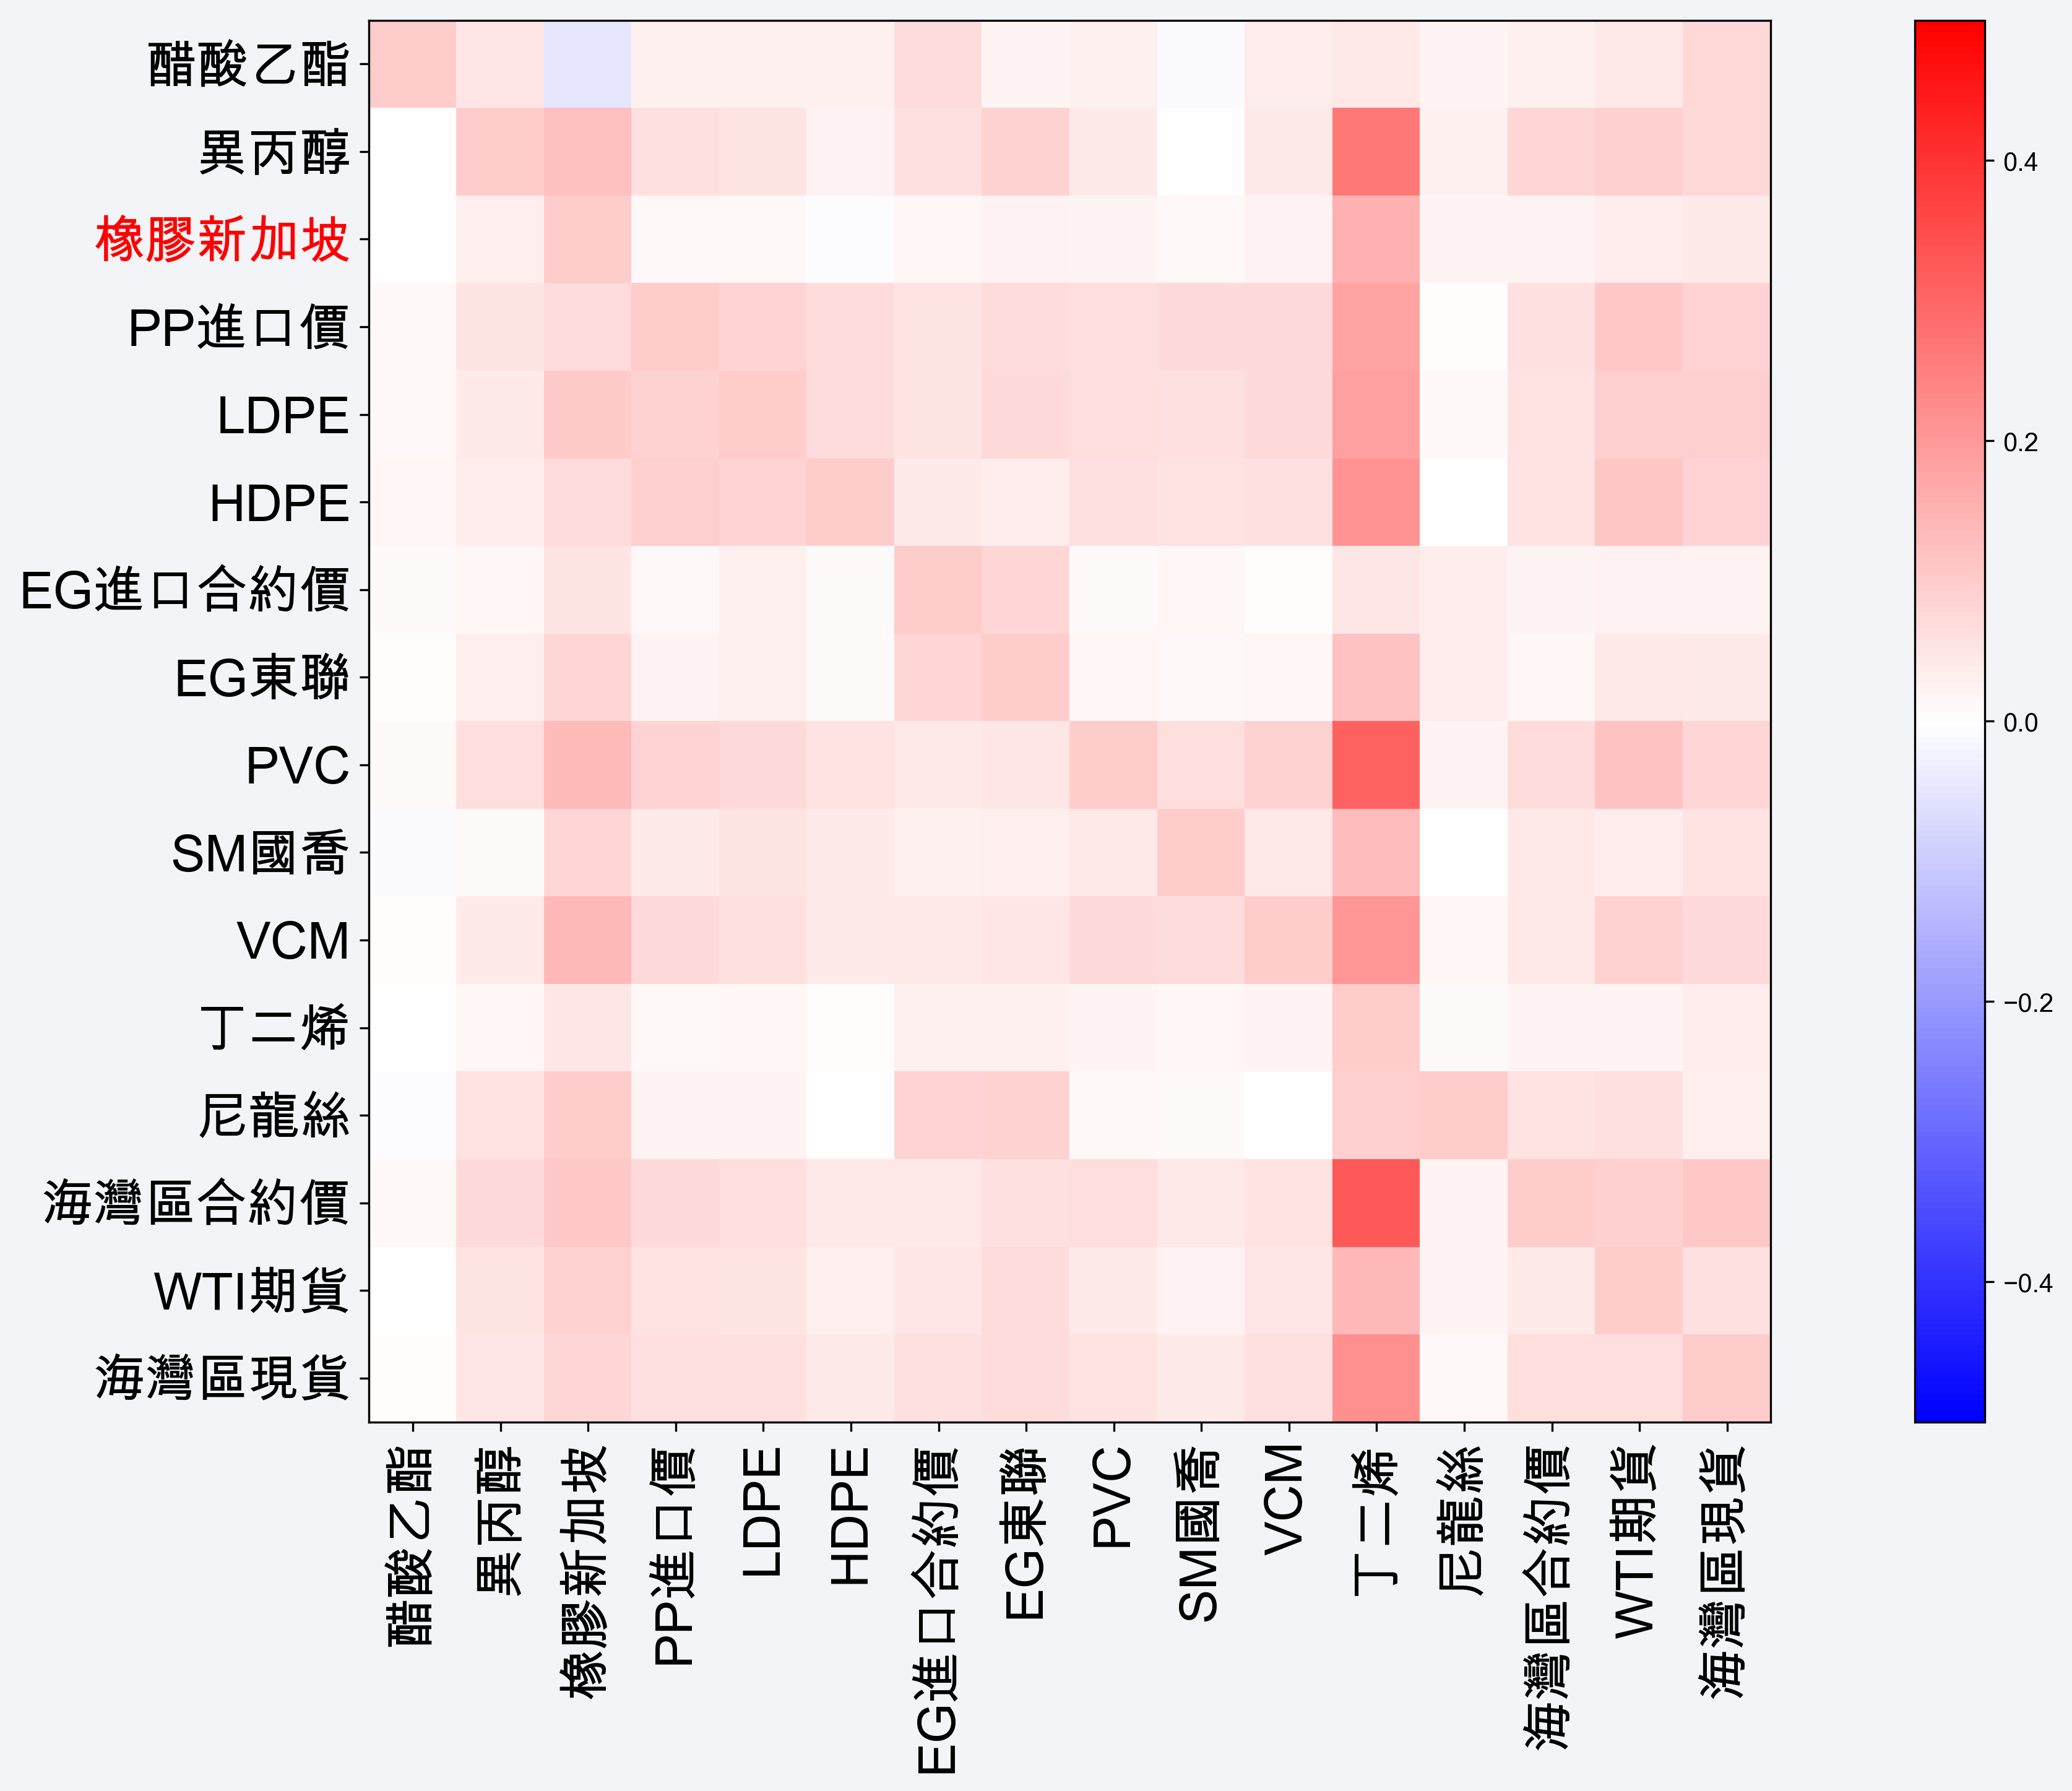 醋酸乙酯
異丙醇
橡膠新加坡
PP進口價
LDPE
HDPE
EG進口合約價
EG東聯
PVC
SM國喬
VCM
丁二烯
尼龍絲
海灣區合約價
WTI期貨
海灣區現貨
醋酸乙酯
異丙醇
橡膠新加坡
PP進口價
LDPE
HDPE
EG進口合約價
EG東聯
PVC
SM國喬
VCM
丁二烯
尼龍絲
海灣區合約價
WTI期貨
海灣區現貨
0.4
0.2
0.0
−0.2
−0.4